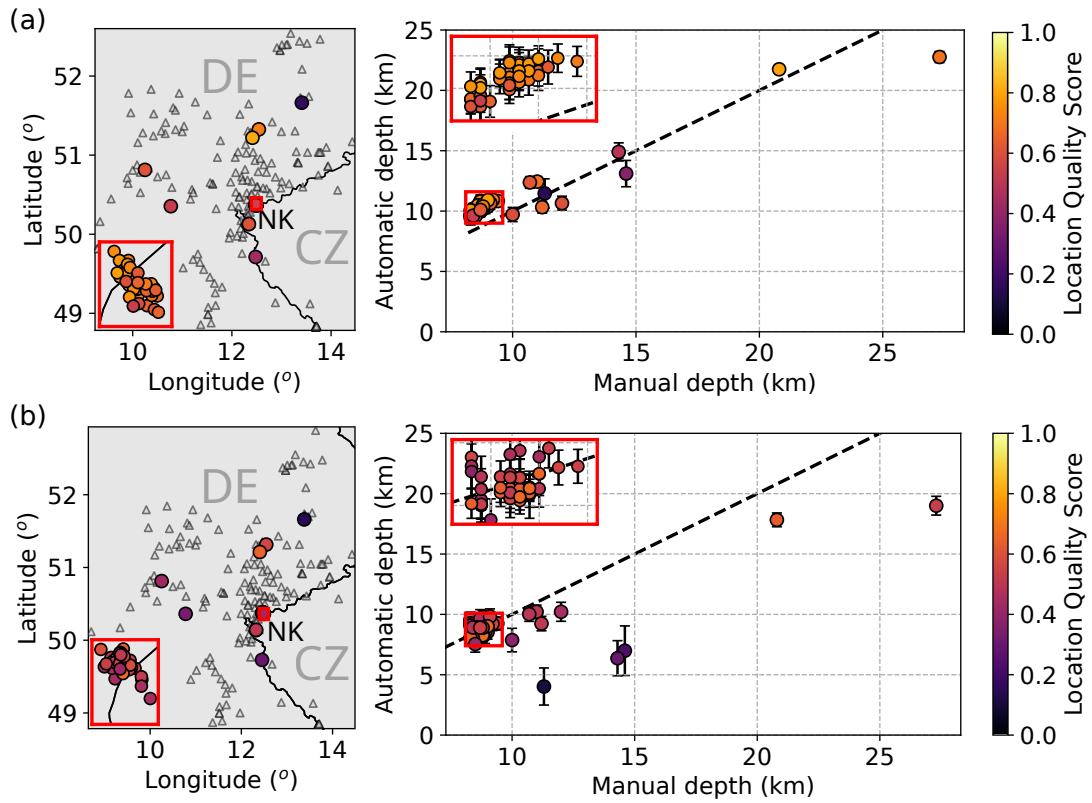 (a)
52
51
50
49
10
12
14
Latitude (°)
Longitude (°)
DE
NK
CZ
25
20
15
10
5
0
10
15
20
25
Automatic depth (km)
Manual depth (km)
1.0
0.8
0.6
0.4
0.2
0.0
Location Quality Score
(b)
52
51
50
49
10
12
14
Latitude (°)
Longitude (°)
DE
NK
CZ
25
20
15
10
5
0
10
15
20
25
Automatic depth (km)
Manual depth (km)
1.0
0.8
0.6
0.4
0.2
0.0
Location Quality Score